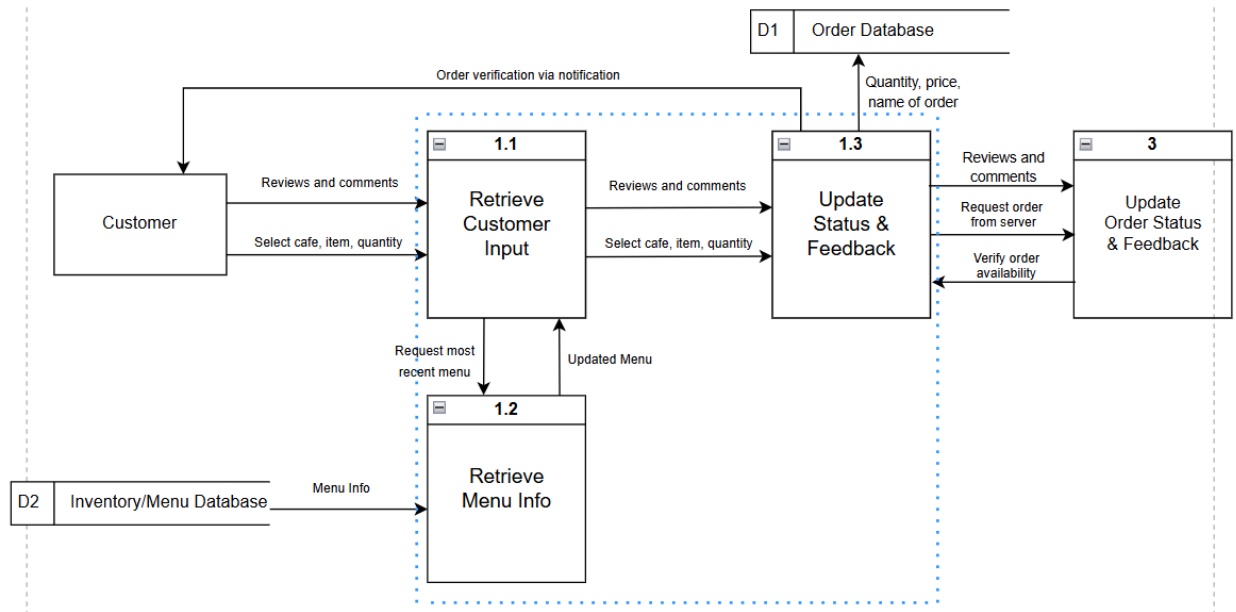 D1 Order Database
Order verification via notification
Quantity, price,
name of order
1.1
1.3
3
Customer
Reviews and comments
Select cafe, item, quantity
Retrieve
Customer
Input
Reviews and comments
Select cafe, item, quantity
Update
Status &
Feedback
Reviews and
comments
Request order
from server
Verify order
availability
Update
Order Status
& Feedback
Request most
recent menu
Updated Menu
1.2
Retrieve
Menu Info
D2 Inventory/Menu Database
Menu Info